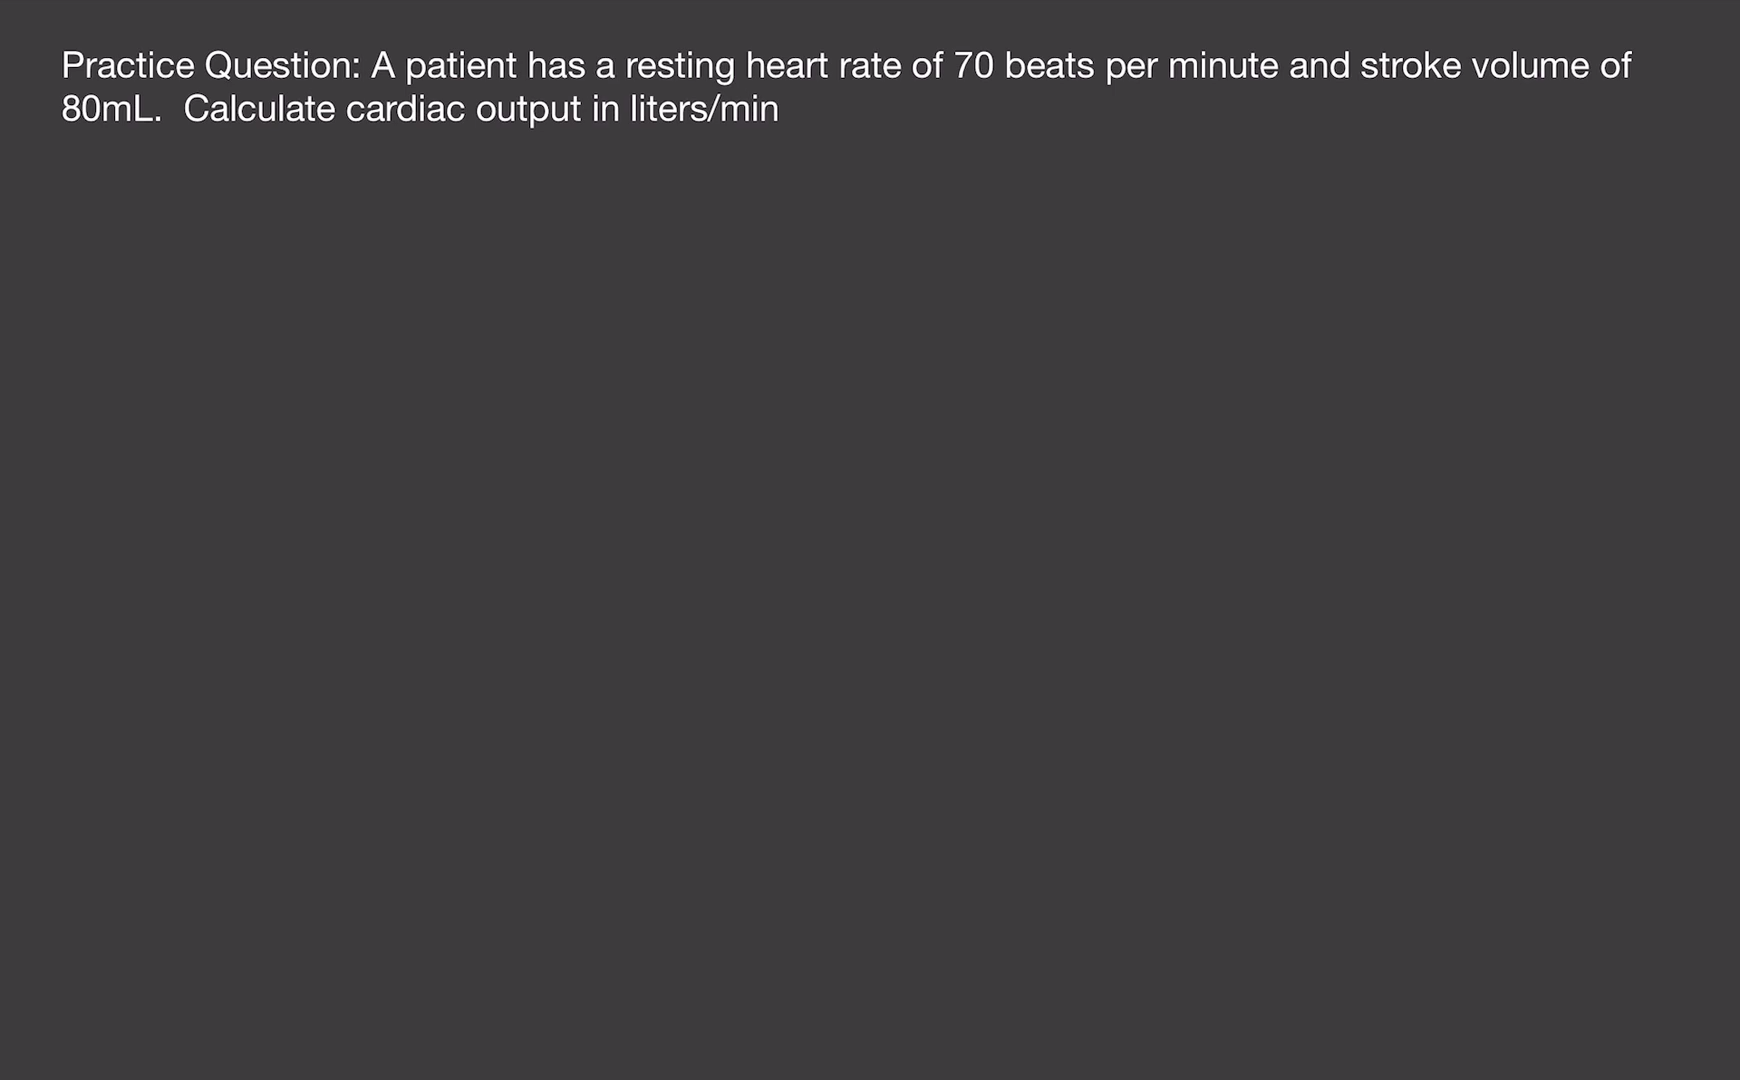 Practice Question: A patient has a resting heart rate of 70 beats per minute and stroke volume of
80mL.  Calculate cardiac output in liters/min